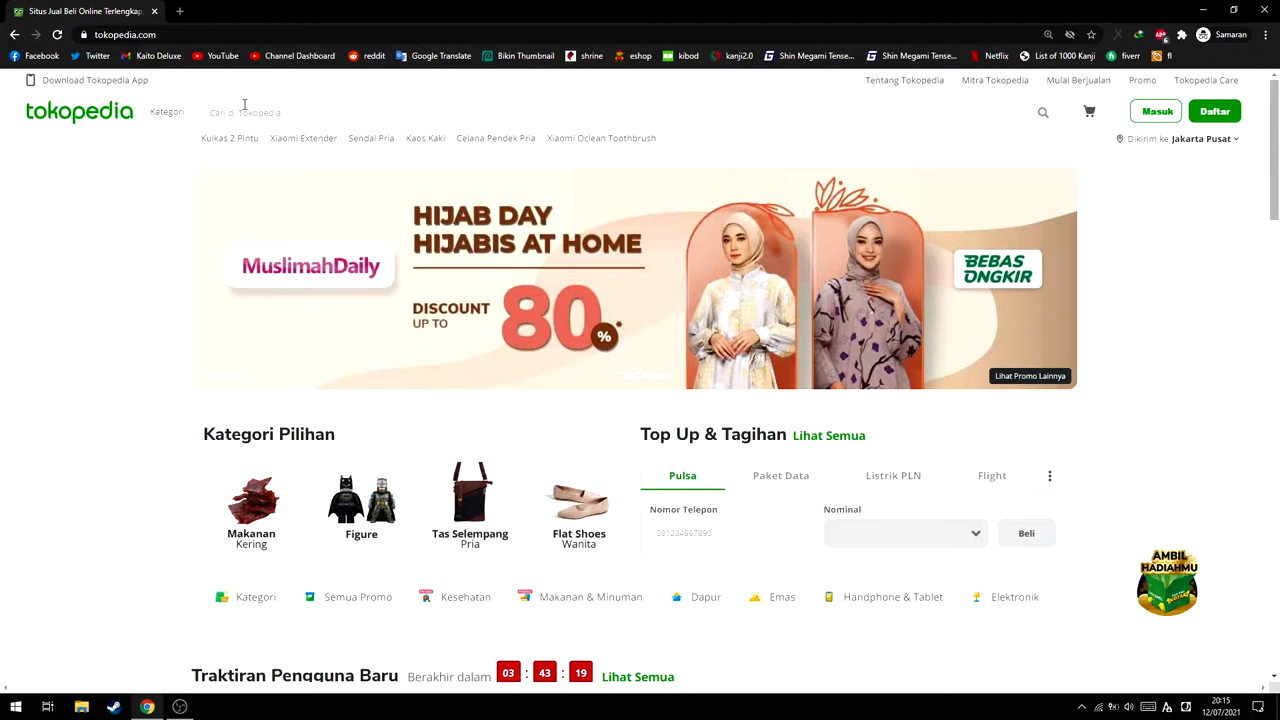 Situs Jual Beli Terlengkap,
tokopedia.com
Samaran
Facebook Twitter Kaito Deluxe YouTube Channel Dashboard reddit Google Translate Bikin Thumbnail shrine eshop kibod kanji2.0 Shin Megami Tense... Shin Megami Tense... Netflix List of 1000 Kanji fiverr fl
Download Tokopedia App Tentang Tokopedia Mitra Tokopedia Mulai Berjualan Promo Tokopedia Care
tokopedia Kategori Cari di Tokopedia Masuk Daftar
Kulkas 2 Pintu Xiaomi Extender Sendal Pria Kaos Kaki Celana Pendek Pria Xiaomi Oclean Toothbrush Dikirim ke Jakarta Pusat
HIJAB DAY
HIJABIS AT HOME
MuslimahDaily
BEBAS
ONGKIR
DISCOUNT
UP TO
80%*
Lihat Promo Lainnya
Kategori Pilihan
Makanan
Kering
Figure
Tas Selempang
Pria
Flat Shoes
Wanita
Top Up & Tagihan Lihat Semua
Pulsa Paket Data Listrik PLN Flight
Nomor Telepon Nominal
081234567890 Beli
AMBIL
HADIAHMU
Kategori Semua Promo Kesehatan Makanan & Minuman Dapur Emas Handphone & Tablet Elektronik
Traktiran Pengguna Baru Berakhir dalam 03 : 43 : 19 Lihat Semua
20:15
12/07/2021